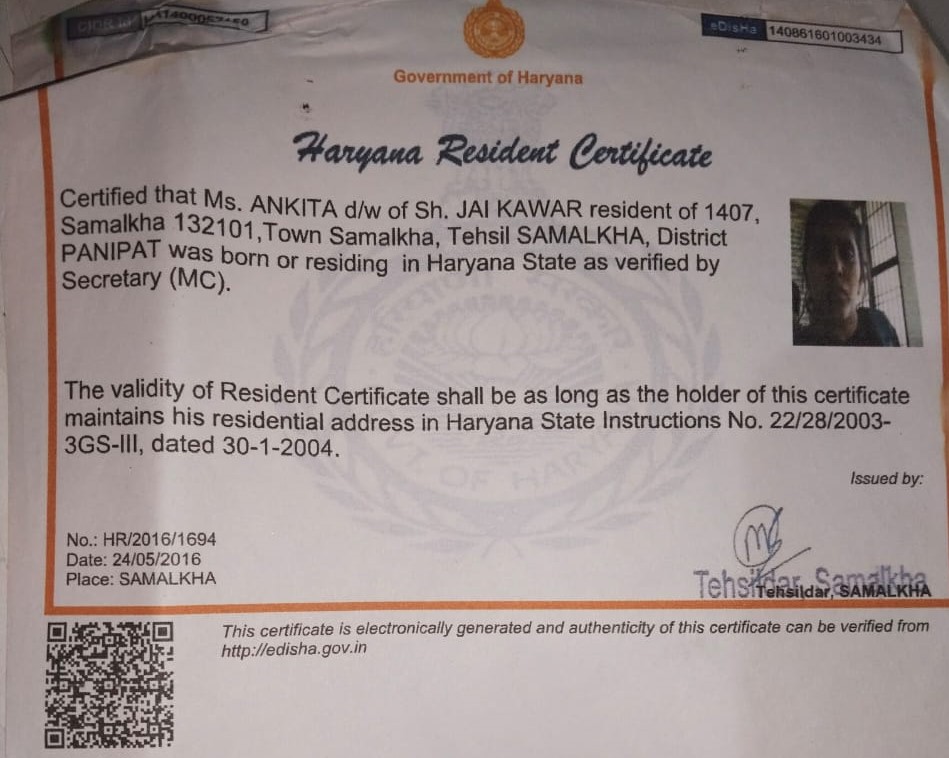 eDisHa 140861601003434
Government of Haryana
Haryana Resident Certificate
Certified that Ms. ANKITA d/w of Sh. JAI KAWAR resident of 1407,
Samalkha 132101,Town Samalkha, Tehsil SAMALKHA, District
PANIPAT was born or residing in Haryana State as verified by
Secretary (MC).
The validity of Resident Certificate shall be as long as the holder of this certificate
maintains his residential address in Haryana State Instructions No. 22/28/2003-
3GS-III, dated 30-1-2004.
Issued by:
No.: HR/2016/1694
Date: 24/05/2016
Place: SAMALKHA
Tehsildar, Samalkha
Tehsildar, SAMALKHA
This certificate is electronically generated and authenticity of this certificate can be verified from
http://edisha.gov.in